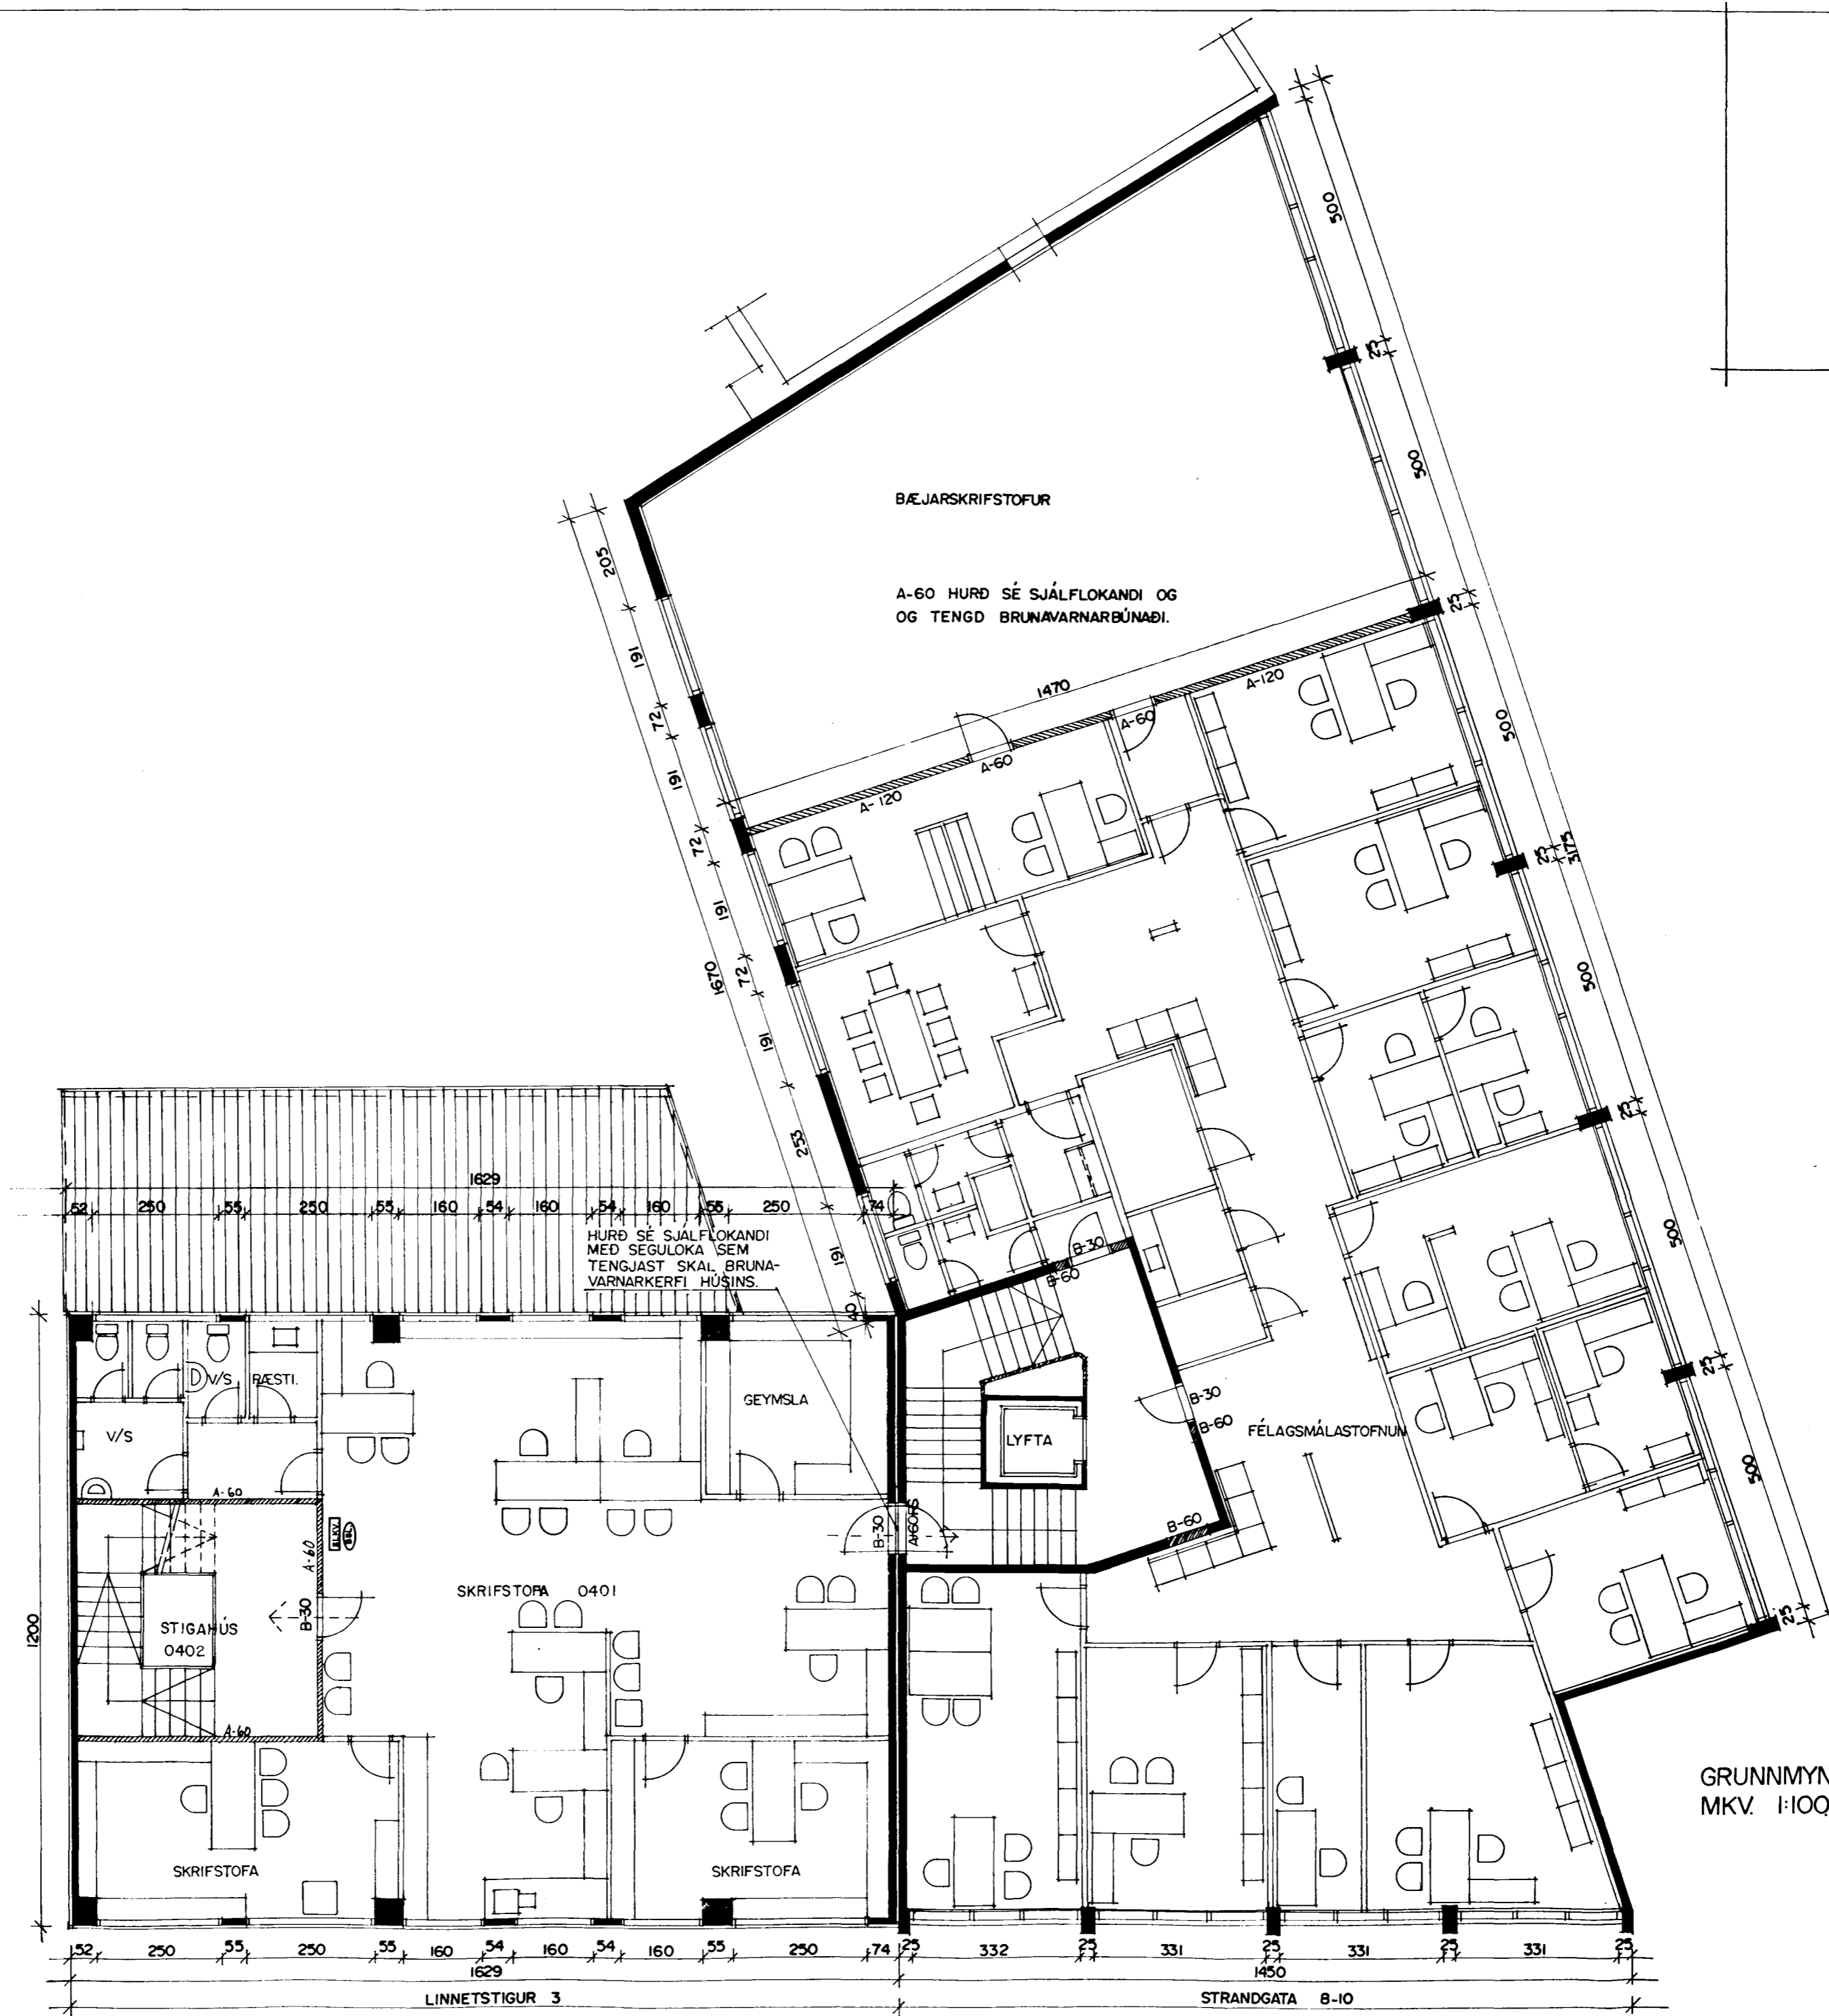 500
25
500
BÆJARSKRIFSTOFUR
205
A-60 HURÐ SÉ SJÁLFLOKANDI OG
OG TENGD BRUNAVARNARBÚNAÐI.
25
191
1470
A-120
72
A-60
500
A-60
191
A-120
72
25
3175
191
1670
72
500
191
25
253
1629
52
250
55
250
55
160
54
160
54
160
55
250
74
HURÐ SÉ SJÁLFLOKANDI
MEÐ SEGULOKA SEM
TENGJAST SKAL BRUNA-
VARNARKERFI HÚSINS.
191
40
B-30
B-60
500
25
V/S
RÆSTI.
GEYMSLA
B-30
B-60
V/S
LYFTA
FÉLAGSMÁLASTOFNUN
500
A-60
A-60
BLKV.
B-30
A-60HS
B-60
SKRIFSTOFA 0401
STIGAHÚS
0402
B-30
1200
25
A-60
SKRIFSTOFA
SKRIFSTOFA
GRUNNMYN
MKV. 1:100
52
250
55
250
55
160
54
160
54
160
55
250
74
25
332
25
331
25
331
25
331
25
1629
1450
LINNETSTIGUR 3
STRANDGATA 8-10